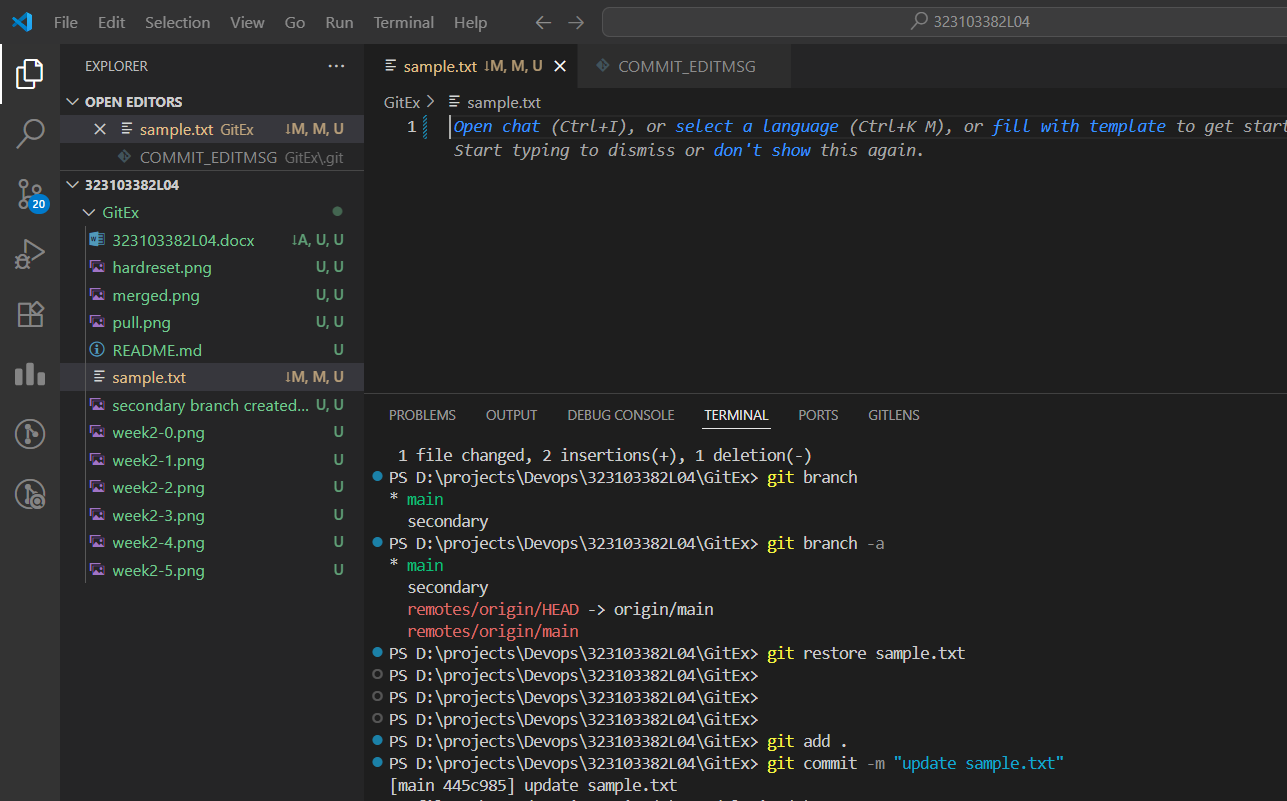 File Edit Selection View Go Run Terminal Help 323103382L04
EXPLORER
OPEN EDITORS
sample.txt GitEx ↓M, M, U
COMMIT_EDITMSG GitEx\.git
323103382L04
GitEx
323103382L04.docx ↓A, U, U
hardreset.png U, U
merged.png U, U
pull.png U, U
README.md U
sample.txt ↓M, M, U
secondary branch created... U, U
week2-0.png U
week2-1.png U
week2-2.png U
week2-3.png U
week2-4.png U
week2-5.png U
20
sample.txt ↓M, M, U COMMIT_EDITMSG
GitEx > sample.txt
1 Open chat (Ctrl+I), or select a language (Ctrl+K M), or fill with template to get start
Start typing to dismiss or don't show this again.
PROBLEMS OUTPUT DEBUG CONSOLE TERMINAL PORTS GITLENS
1 file changed, 2 insertions(+), 1 deletion(-)
PS D:\projects\Devops\323103382L04\GitEx> git branch
* main
secondary
PS D:\projects\Devops\323103382L04\GitEx> git branch -a
* main
secondary
remotes/origin/HEAD -> origin/main
remotes/origin/main
PS D:\projects\Devops\323103382L04\GitEx> git restore sample.txt
PS D:\projects\Devops\323103382L04\GitEx>
PS D:\projects\Devops\323103382L04\GitEx>
PS D:\projects\Devops\323103382L04\GitEx>
PS D:\projects\Devops\323103382L04\GitEx> git add .
PS D:\projects\Devops\323103382L04\GitEx> git commit -m "update sample.txt"
[main 445c985] update sample.txt